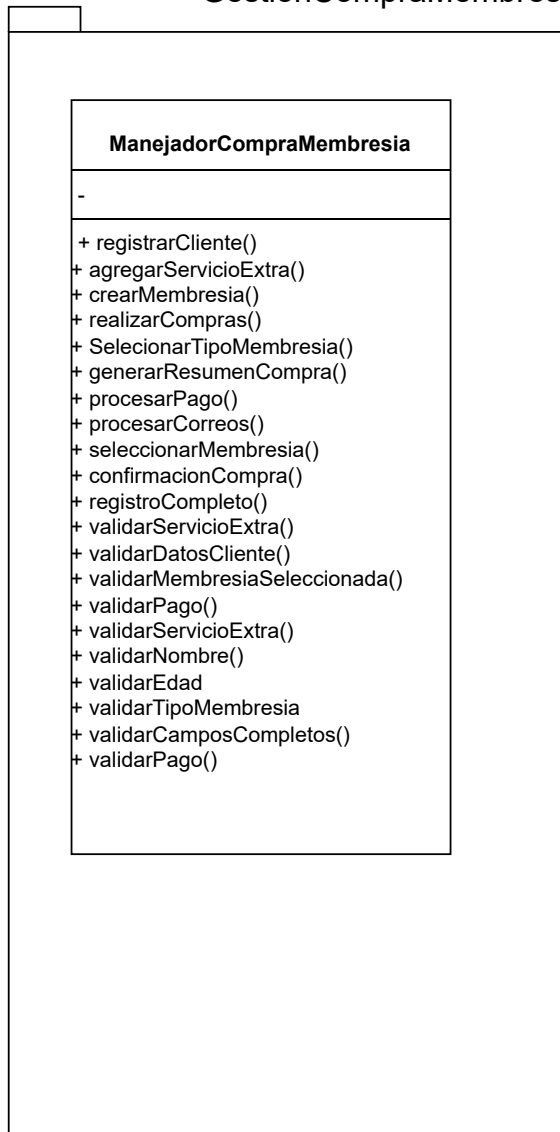 ManejadorCompraMembresia
-
+ registrarCliente()
+ agregarServicioExtra()
+ crearMembresia()
+ realizarCompras()
+ SelecionarTipoMembresia()
+ generarResumenCompra()
+ procesarPago()
+ procesarCorreos()
+ seleccionarMembresia()
+ confirmacionCompra()
+ registroCompleto()
+ validarServicioExtra()
+ validarDatosCliente()
+ validarMembresiaSeleccionada()
+ validarPago()
+ validarServicioExtra()
+ validarNombre()
+ validarEdad
+ validarTipoMembresia
+ validarCamposCompletos()
+ validarPago()